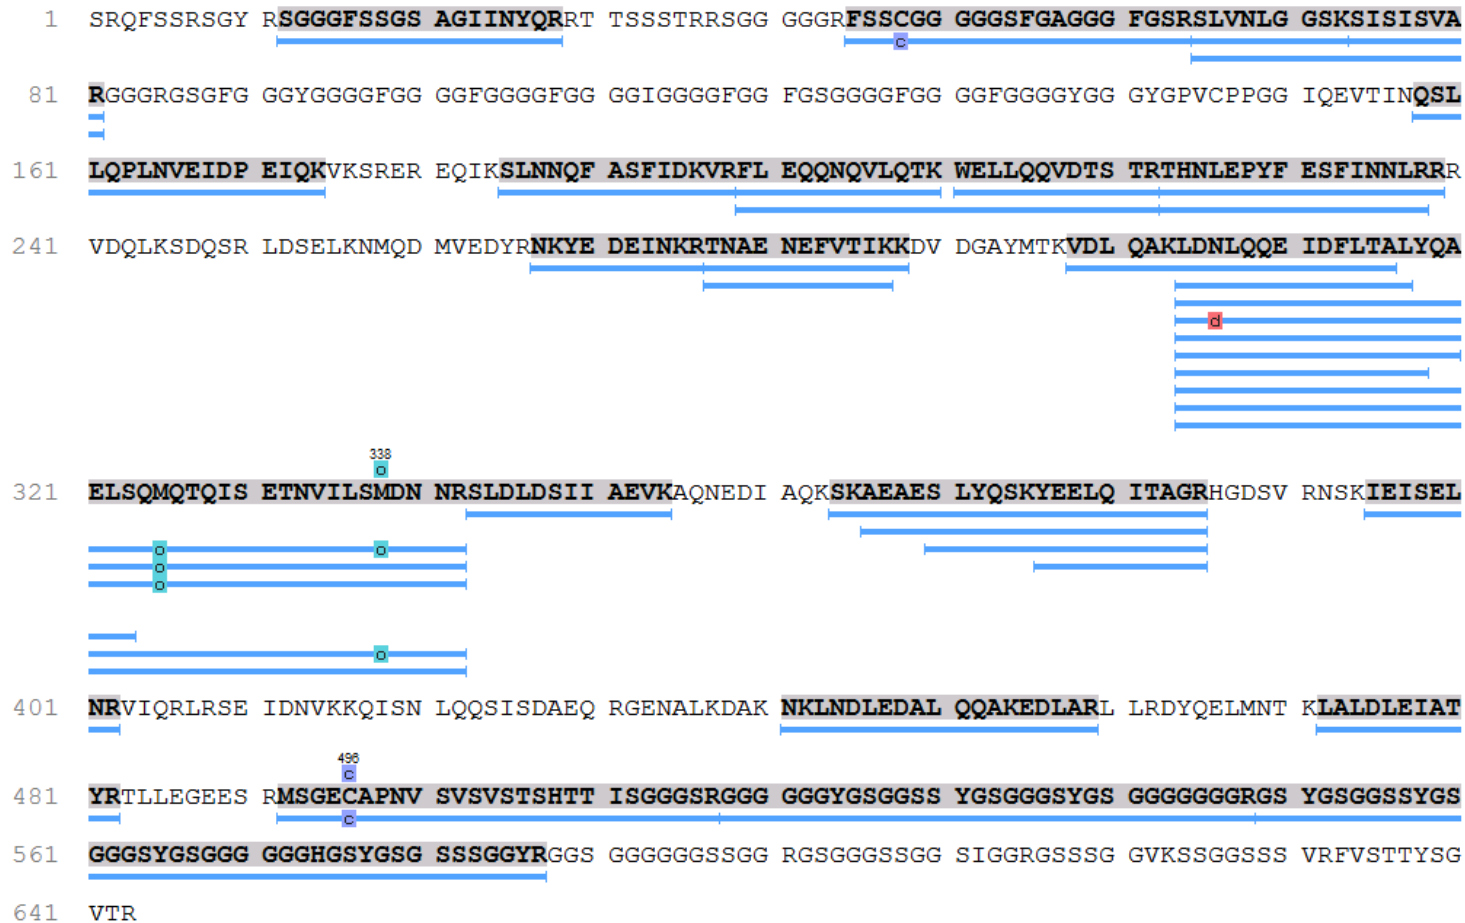 1 SRQFSSRSGY RSGGGFSSGS AGIINYQRRT TSSSTRRSGG GGGRFSSCGG GGGSFGAGGG FGSRSLVNLG GSKSISISVA
c
81 RGGGRGSGFG GGYGGGGFGG GGFGGGGFGG GGIGGGGFGG FGSGGGGFGG GGFGGGGYGG GYGPVCPPGG IQEVTINQSL
161 LQPLNVEIDP EIQKVKSRER EQIKSLNNQF ASFIDKVRFL EQQNQVLQTK WELLQQVDTS TRTHNLEPYF ESFINNLRRR
241 VDQLKSDQSR LDSELKNMQD MVEDYRNKYE DEINKRTNAE NEFVTIKKDV DGAYMTKVDL QAKLDNLQQE IDFLTALYQA
d
338
o
321 ELSQMQTQIS ETNVILSMDN NRSLDLDSII AEVKAQNEDI AQKSKAEAES LYQSKYEELQ ITAGRHGDSV RNSKIEISEL
o o
o
o
o
401 NRVIQRLRSE IDNVKKQISN LQQSISDAEQ RGENALKDAK NKLNDLEDAL QQAKEDLARL LRDYQELMNT KLALDLEIAT
496
c
481 YRTLLEGEES RMSGECAPNV SVSVSTSHTT ISGGGSRGGG GGGYGSGGSS YGSGGGSYGS GGGGGGGRGS YGSGGSSYGS
c
561 GGGSYGSGGG GGGHGSYGSG SSSGGYRGGS GGGGGGSSGG RGSGGGSSGG SIGGRGSSSG GVKSSGGSSS VRFVSTTYSG
641 VTR